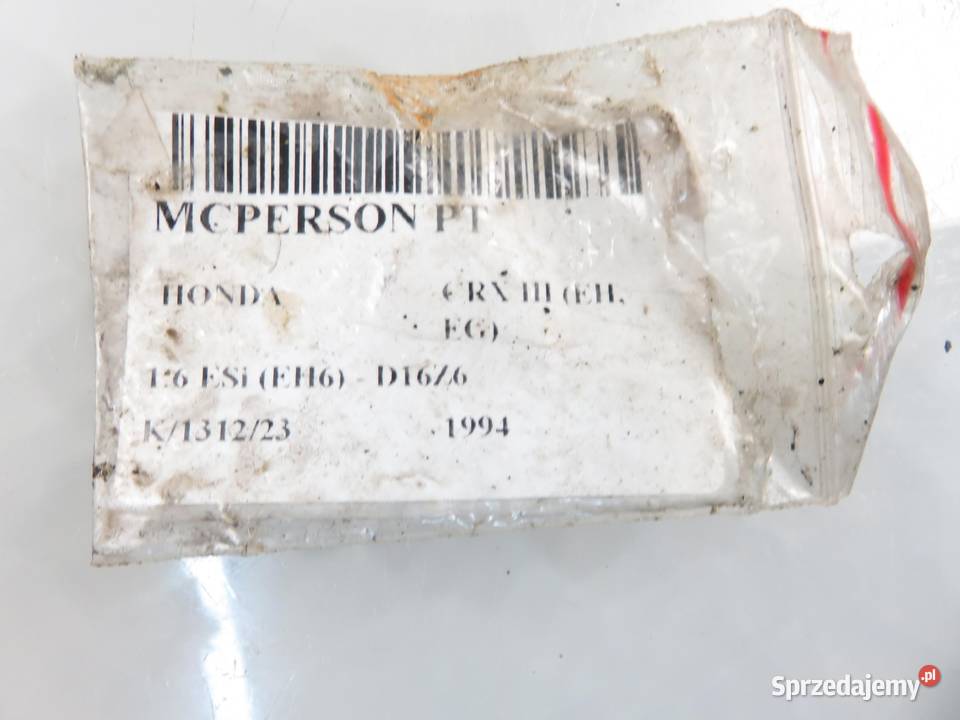 MCPERSON PT
HONDA CRX III (EH, EG)
1.6 ESi (EH6) - D16Z6
K/1312/23 1994
Sprzedajemy.pl